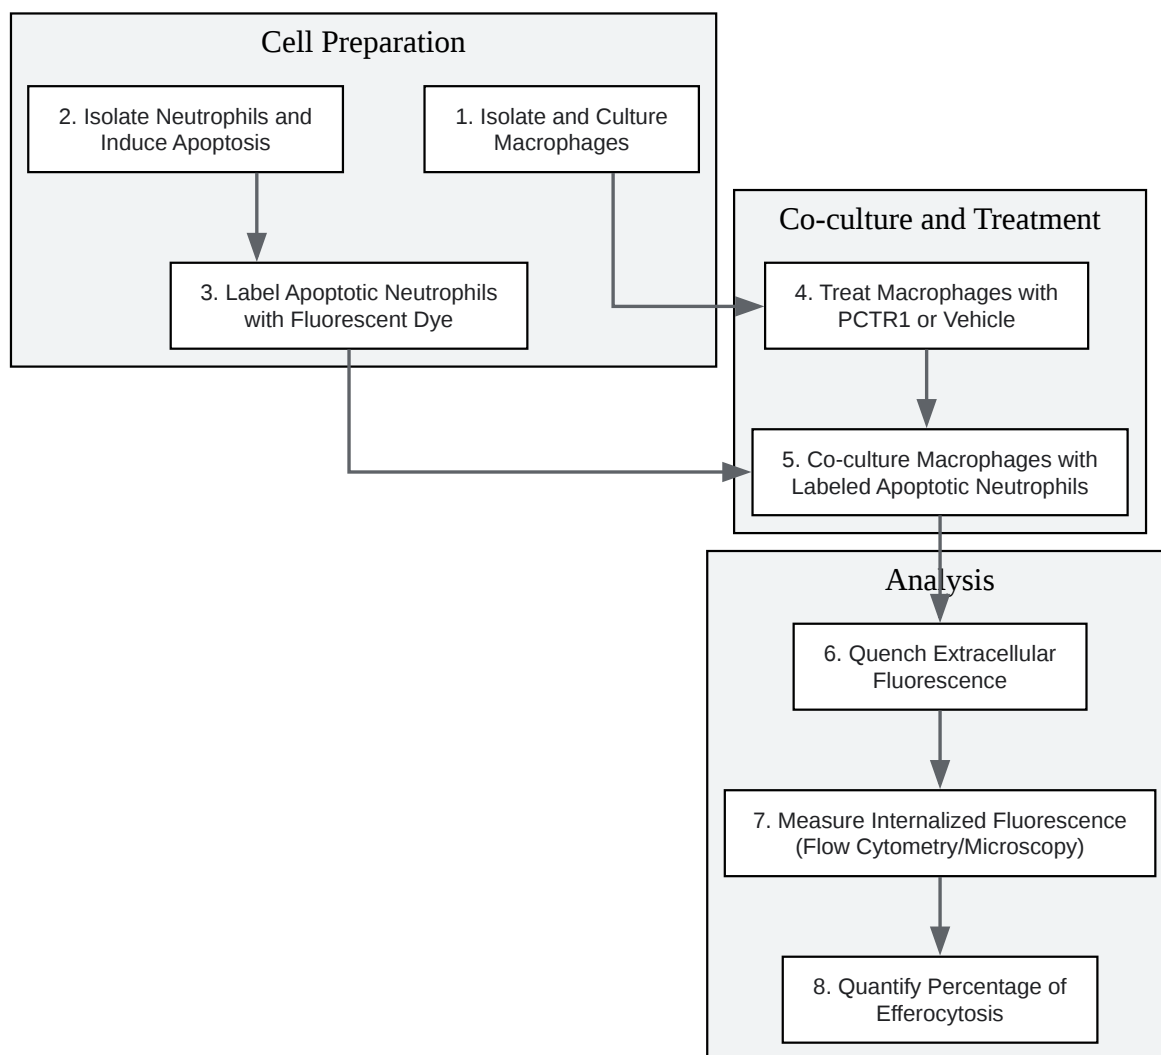 Cell Preparation
2. Isolate Neutrophils and
Induce Apoptosis
1. Isolate and Culture
Macrophages
3. Label Apoptotic Neutrophils
with Fluorescent Dye
Co-culture and Treatment
4. Treat Macrophages with
PCTR1 or Vehicle
5. Co-culture Macrophages with
Labeled Apoptotic Neutrophils
Analysis
6. Quench Extracellular
Fluorescence
7. Measure Internalized Fluorescence
(Flow Cytometry/Microscopy)
8. Quantify Percentage of
Efferocytosis